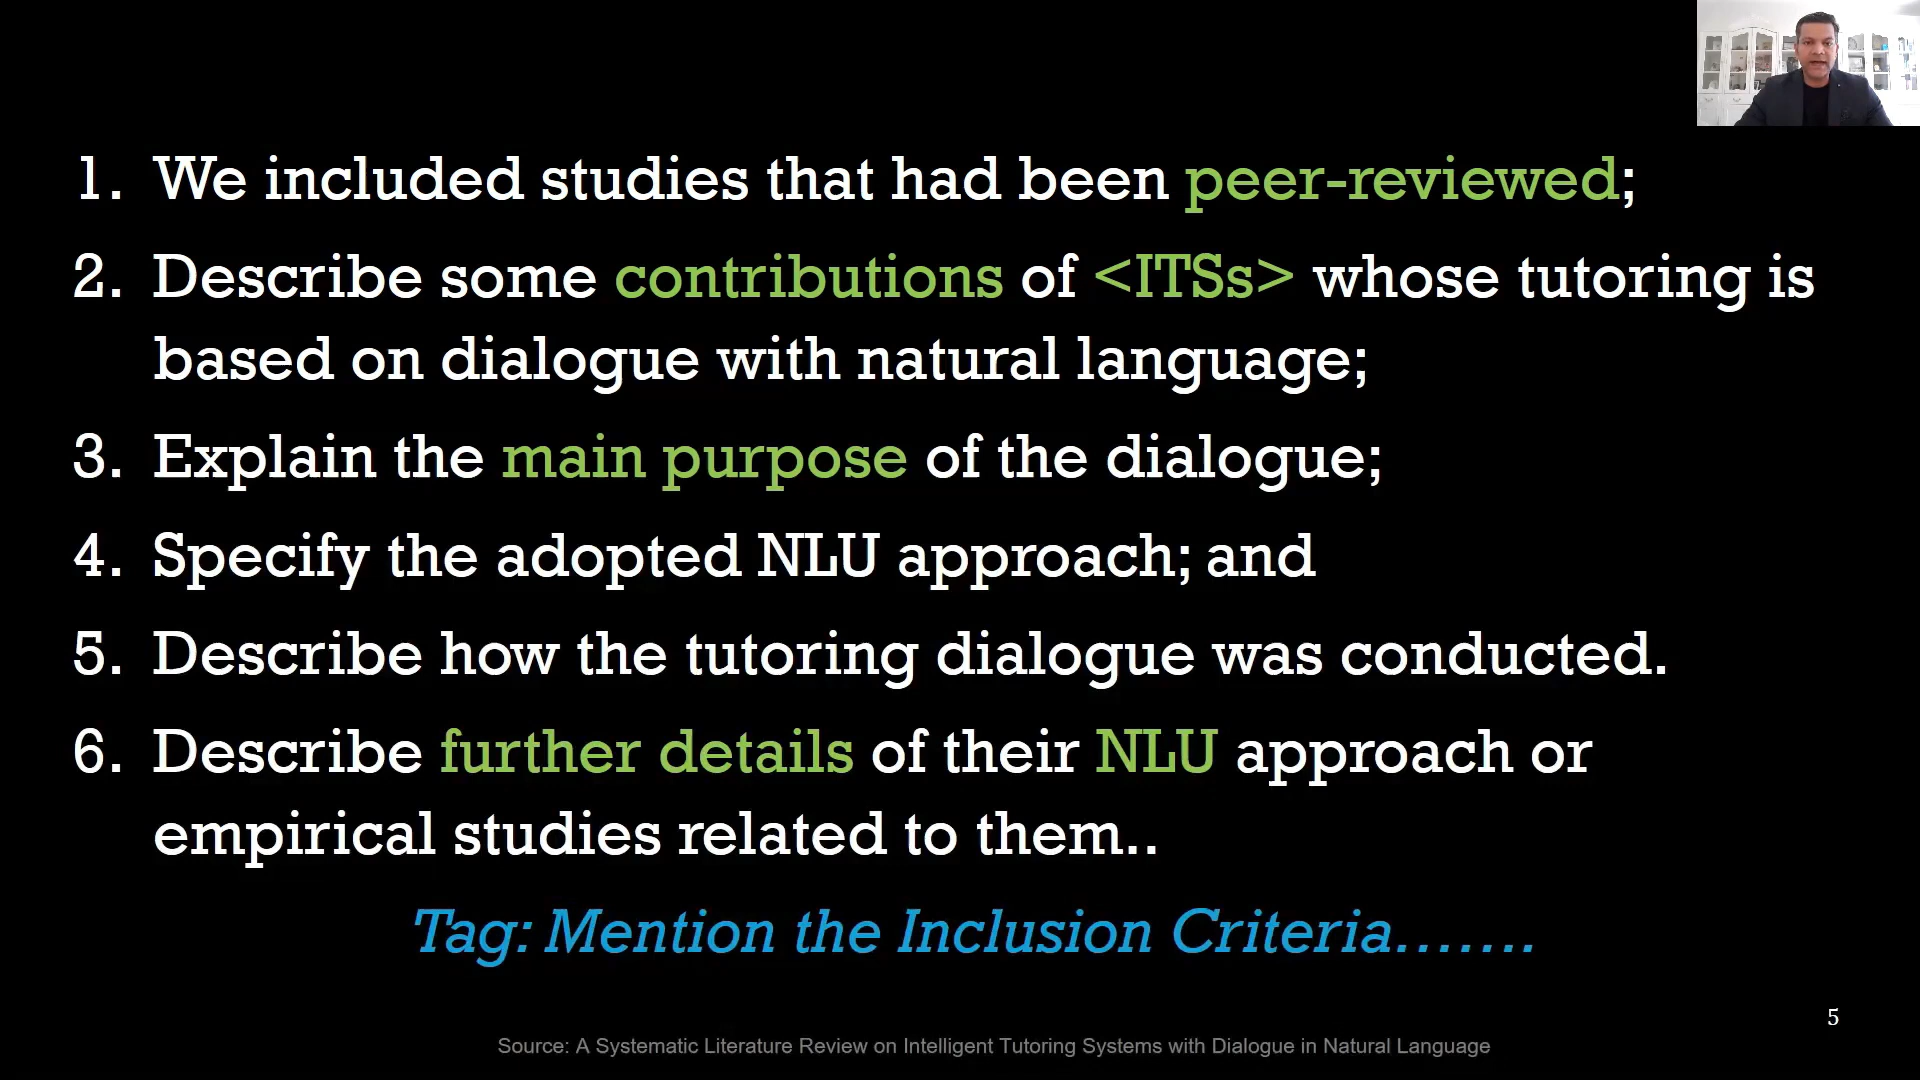 1. We included studies that had been peer-reviewed;
2. Describe some contributions of <ITSs> whose tutoring is
based on dialogue with natural language;
3. Explain the main purpose of the dialogue;
4. Specify the adopted NLU approach; and
5. Describe how the tutoring dialogue was conducted.
6. Describe further details of their NLU approach or
empirical studies related to them..
Tag: Mention the Inclusion Criteria.......
5
Source: A Systematic Literature Review on Intelligent Tutoring Systems with Dialogue in Natural Language